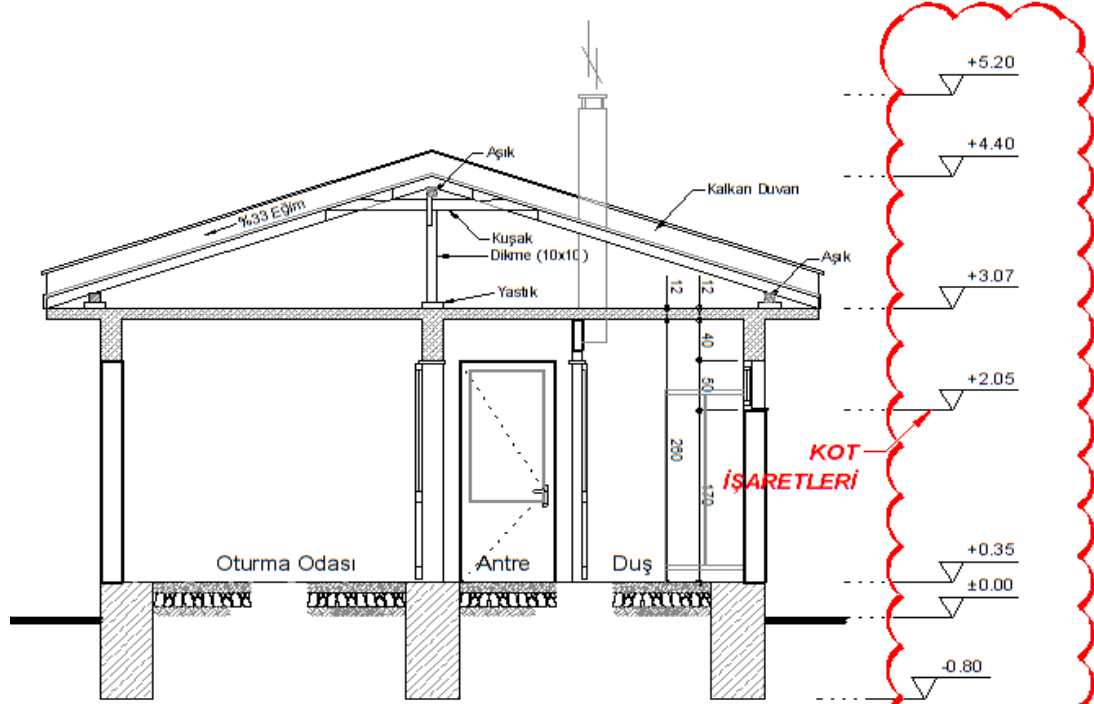 +5.20
+4.40
Aşık
Kalkan Duvarı
%33 Eğim
Kuşak
Dikme (10x10)
Aşık
Yastık
12
12
+3.07
40
50
+2.05
260
170
KOT
İŞARETLERİ
Oturma Odası
Antre
Duş
+0.35
±0.00
-0.80